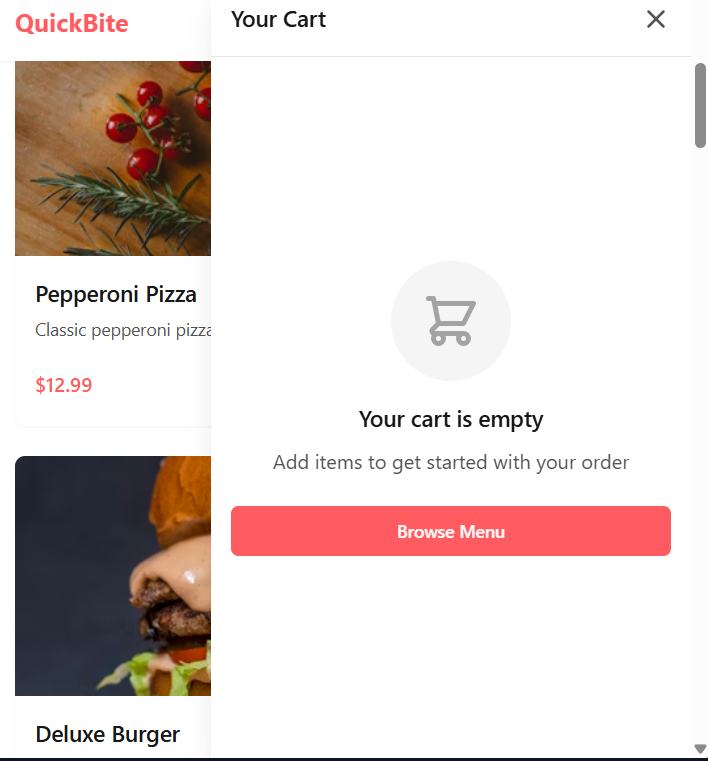 QuickBite
Your Cart
Pepperoni Pizza
Classic pepperoni pizza
$12.99
Your cart is empty
Add items to get started with your order
Browse Menu
Deluxe Burger